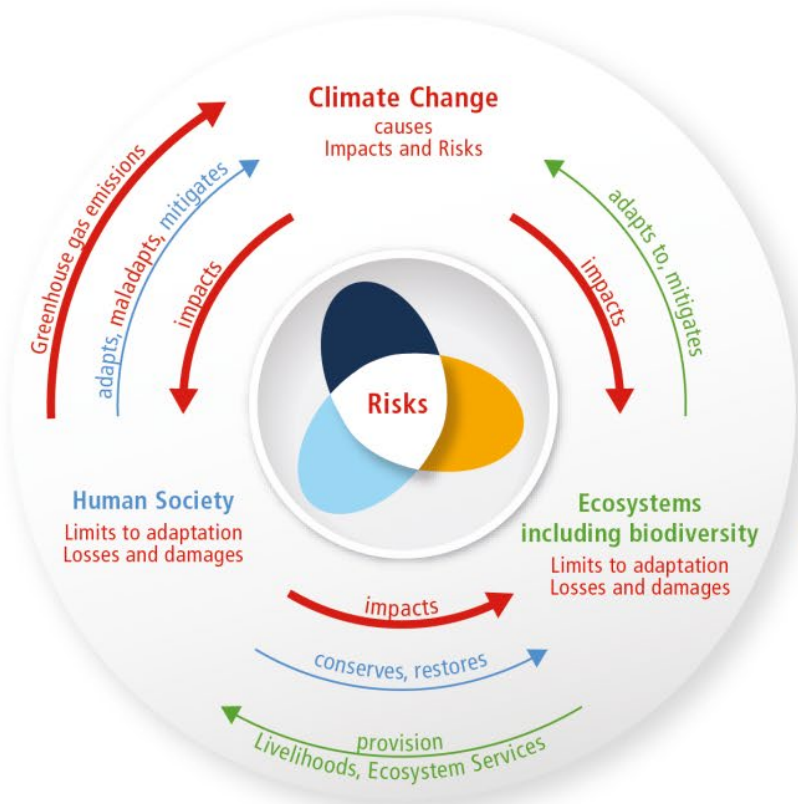 Climate Change
causes
Impacts and Risks
Greenhouse gas emissions
adapts, maladapts, mitigates
impacts
impacts
adapts to, mitigates
Risks
Human Society
Limits to adaptation
Losses and damages
Ecosystems
including biodiversity
Limits to adaptation
Losses and damages
impacts
conserves, restores
provision
Livelihoods, Ecosystem Services